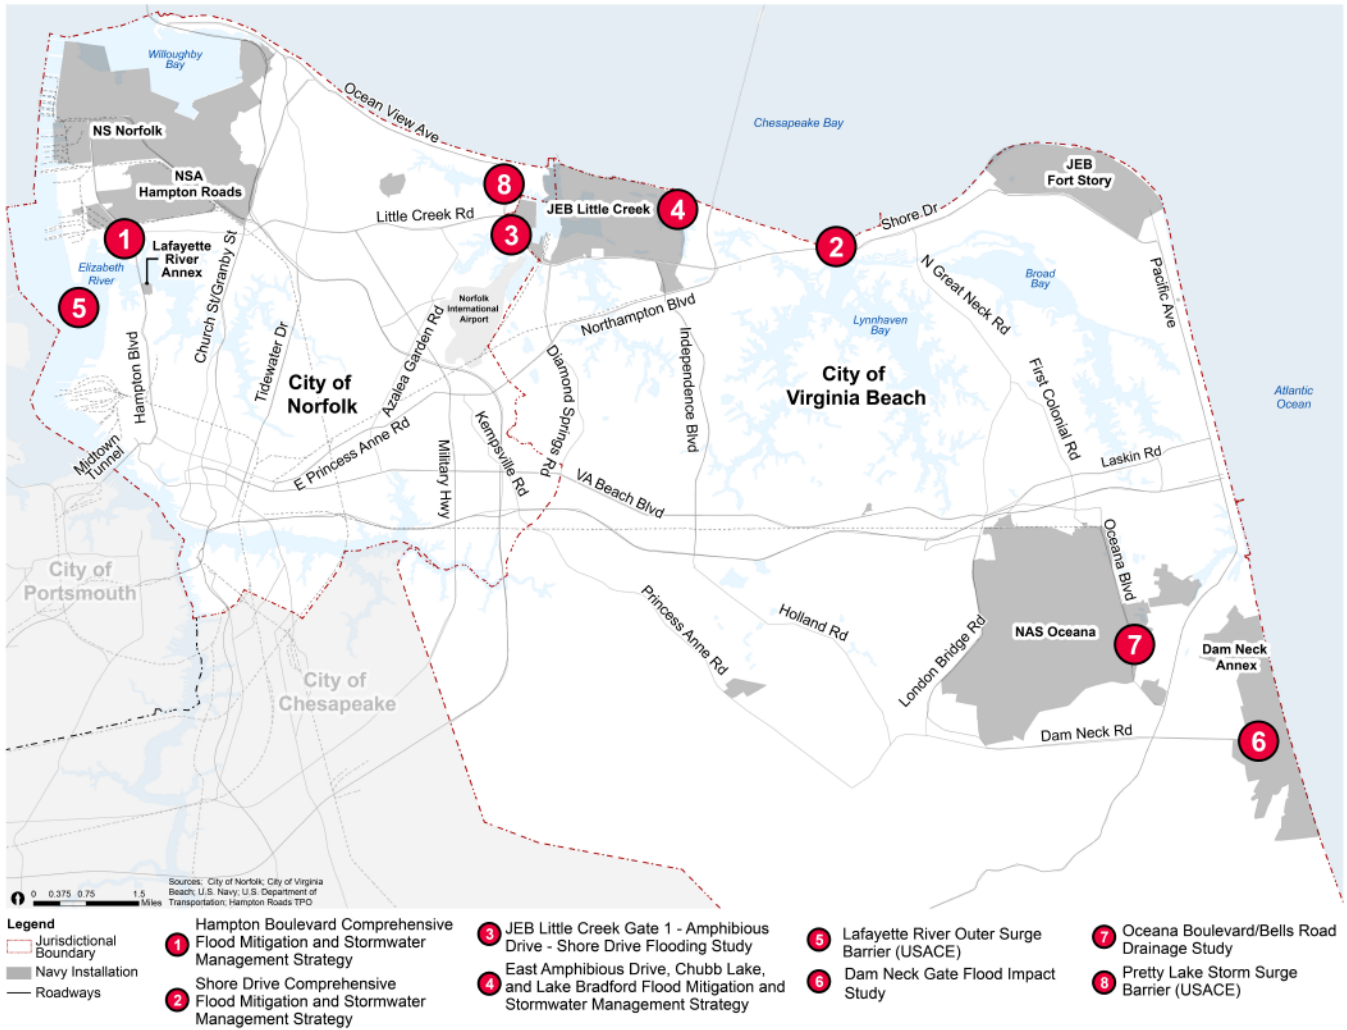 Willoughby
Bay
Ocean View Ave
Chesapeake Bay
NS Norfolk
NSA
Hampton Roads
JEB
Fort Story
8
Little Creek Rd
JEB Little Creek
4
Shore Dr
1
3
2
Lafayette
River
Annex
Elizabeth
River
5
Church St/Granby St
Norfolk
International
Airport
N Great Neck Rd
Broad
Bay
Pacific Ave
Northampton Blvd
Lynnhaven
Bay
Hampton Blvd
Tidewater Dr
Azalea Garden Rd
Diamond Springs Rd
Independence Blvd
City of
Norfolk
City of
Virginia Beach
First Colonial Rd
Atlantic
Ocean
Midtown
Tunnel
E Princess Anne Rd
Military Hwy
Kempsville Rd
VA Beach Blvd
Laskin Rd
Oceana Blvd
City of
Portsmouth
Princess Anne Rd
Holland Rd
London Bridge Rd
NAS Oceana
7
Dam Neck
Annex
City of
Chesapeake
Dam Neck Rd
6
0 0.375 0.75 1.5
Miles
Sources: City of Norfolk; City of Virginia
Beach; U.S. Navy; U.S. Department of
Transportation; Hampton Roads TPO
Legend
Jurisdictional
Boundary
Navy Installation
Roadways
1
Hampton Boulevard Comprehensive
Flood Mitigation and Stormwater
Management Strategy
2
Shore Drive Comprehensive
Flood Mitigation and Stormwater
Management Strategy
3
JEB Little Creek Gate 1 - Amphibious
Drive - Shore Drive Flooding Study
4
East Amphibious Drive, Chubb Lake,
and Lake Bradford Flood Mitigation and
Stormwater Management Strategy
5
Lafayette River Outer Surge
Barrier (USACE)
6
Dam Neck Gate Flood Impact
Study
7
Oceana Boulevard/Bells Road
Drainage Study
8
Pretty Lake Storm Surge
Barrier (USACE)